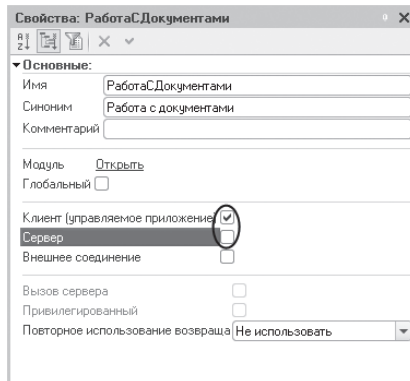 Свойства: РаботаСДокументами
Основные:
Имя РаботаСДокументами
Синоним Работа с документами
Комментарий
Модуль Открыть
Глобальный
Клиент (управляемое приложение
Сервер
Внешнее соединение
Вызов сервера
Привилегированный
Повторное использование возвраща Не использовать